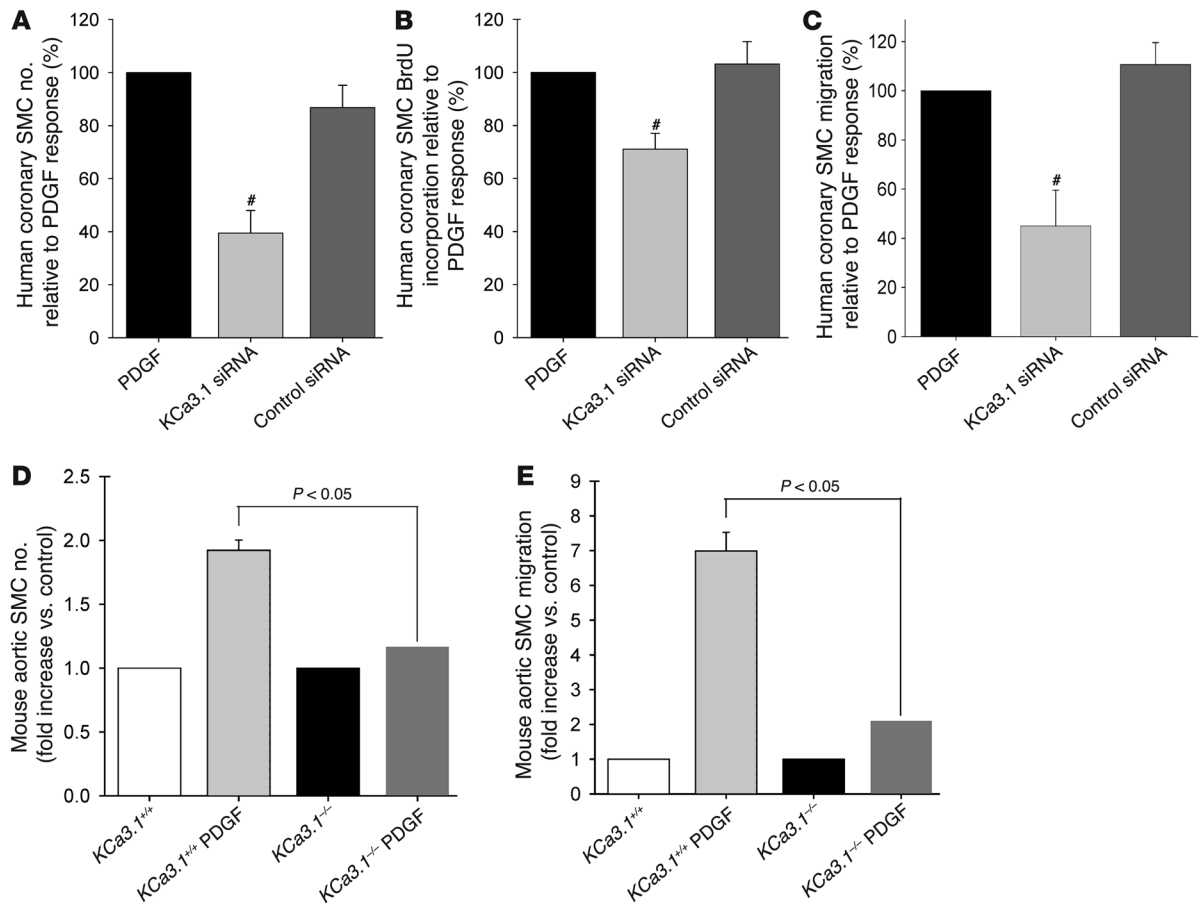 A
Human coronary SMC no.
relative to PDGF response (%)
120
100
80
60
40
20
0
#
PDGF
KCa3.1 siRNA
Control siRNA
B
Human coronary SMC BrdU
incorporation relative to
PDGF response (%)
120
100
80
60
40
20
0
#
PDGF
KCa3.1 siRNA
Control siRNA
C
Human coronary SMC migration
relative to PDGF response (%)
120
100
80
60
40
20
0
#
PDGF
KCa3.1 siRNA
Control siRNA
D
Mouse aortic SMC no.
(fold increase vs. control)
2.5
2.0
1.5
1.0
0.5
0.0
P < 0.05
KCa3.1+/+
KCa3.1+/+ PDGF
KCa3.1–/–
KCa3.1–/– PDGF
E
Mouse aortic SMC migration
(fold increase vs. control)
9
8
7
6
5
4
3
2
1
0
P < 0.05
KCa3.1+/+
KCa3.1+/+ PDGF
KCa3.1–/–
KCa3.1–/– PDGF